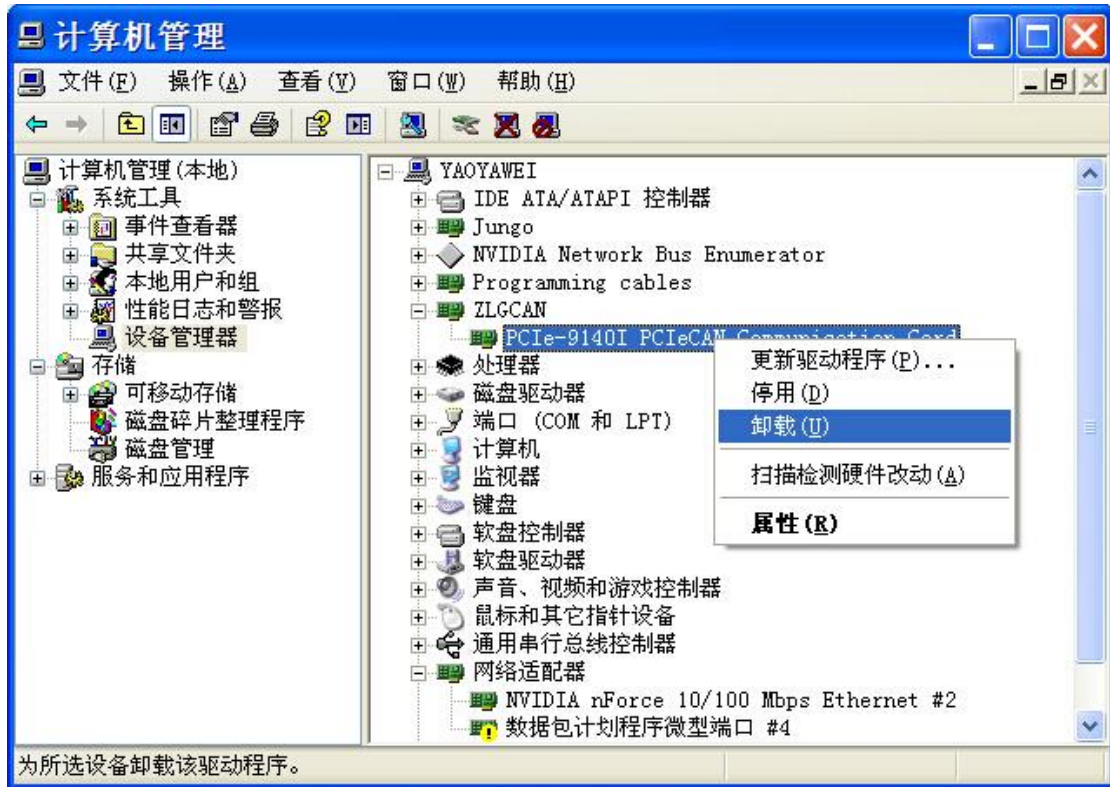 计算机管理
文件(F) 操作(A) 查看(V) 窗口(W) 帮助(H)
计算机管理(本地)
系统工具
事件查看器
共享文件夹
本地用户和组
性能日志和警报
设备管理器
存储
可移动存储
磁盘碎片整理程序
磁盘管理
服务和应用程序
YAOYAWEI
IDE ATA/ATAPI 控制器
Jungo
NVIDIA Network Bus Enumerator
Programming cables
ZLGCAN
PCIe-9140I PCIeCAN Communication Card
处理器
磁盘驱动器
端口 (COM 和 LPT)
计算机
监视器
键盘
软盘控制器
软盘驱动器
声音、视频和游戏控制器
鼠标和其它指针设备
通用串行总线控制器
网络适配器
NVIDIA nForce 10/100 Mbps Ethernet #2
数据包计划程序微型端口 #4
更新驱动程序(P)...
停用(D)
卸载(U)
扫描检测硬件改动(A)
属性(R)
为所选设备卸载该驱动程序。